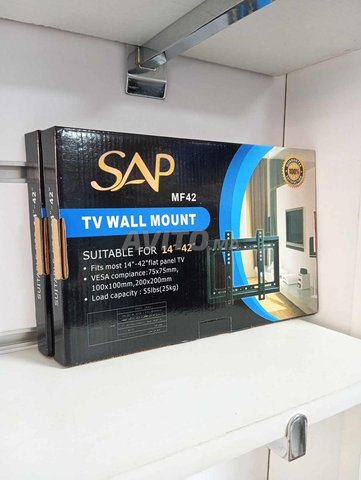 SAP
MF42
TV WALL MOUNT
SUITABLE FOR 14"-42"
• Fits most 14"-42"flat panel TV
• VESA compliance:75x75mm,
100x100mm,200x200mm
• Load capacity : 55lbs(25kg)
100%
AVITO.ma